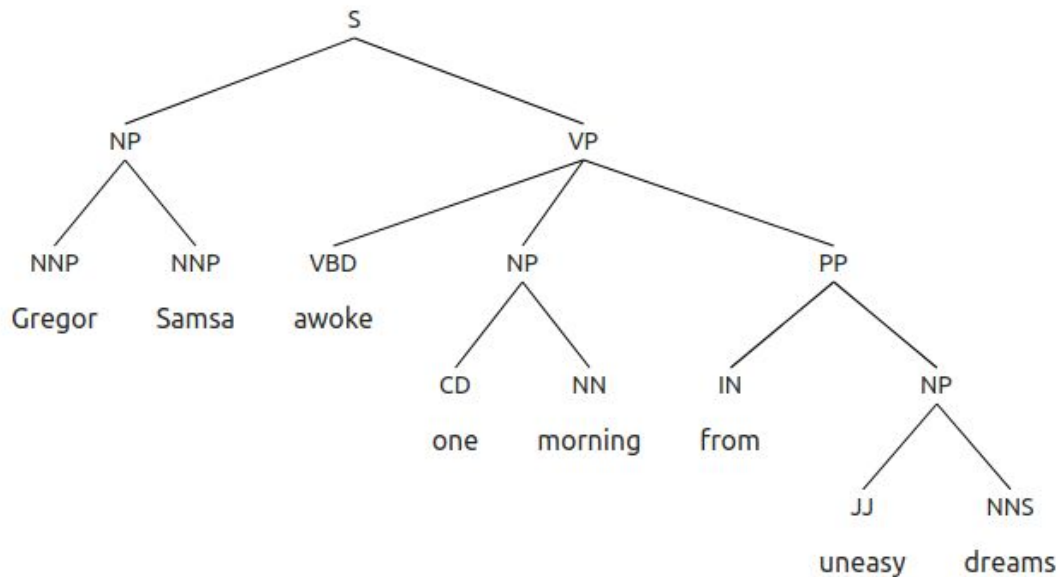 S
NP VP
NNP NNP VBD NP PP
Gregor Samsa awoke
CD NN IN NP
one morning from
JJ NNS
uneasy dreams